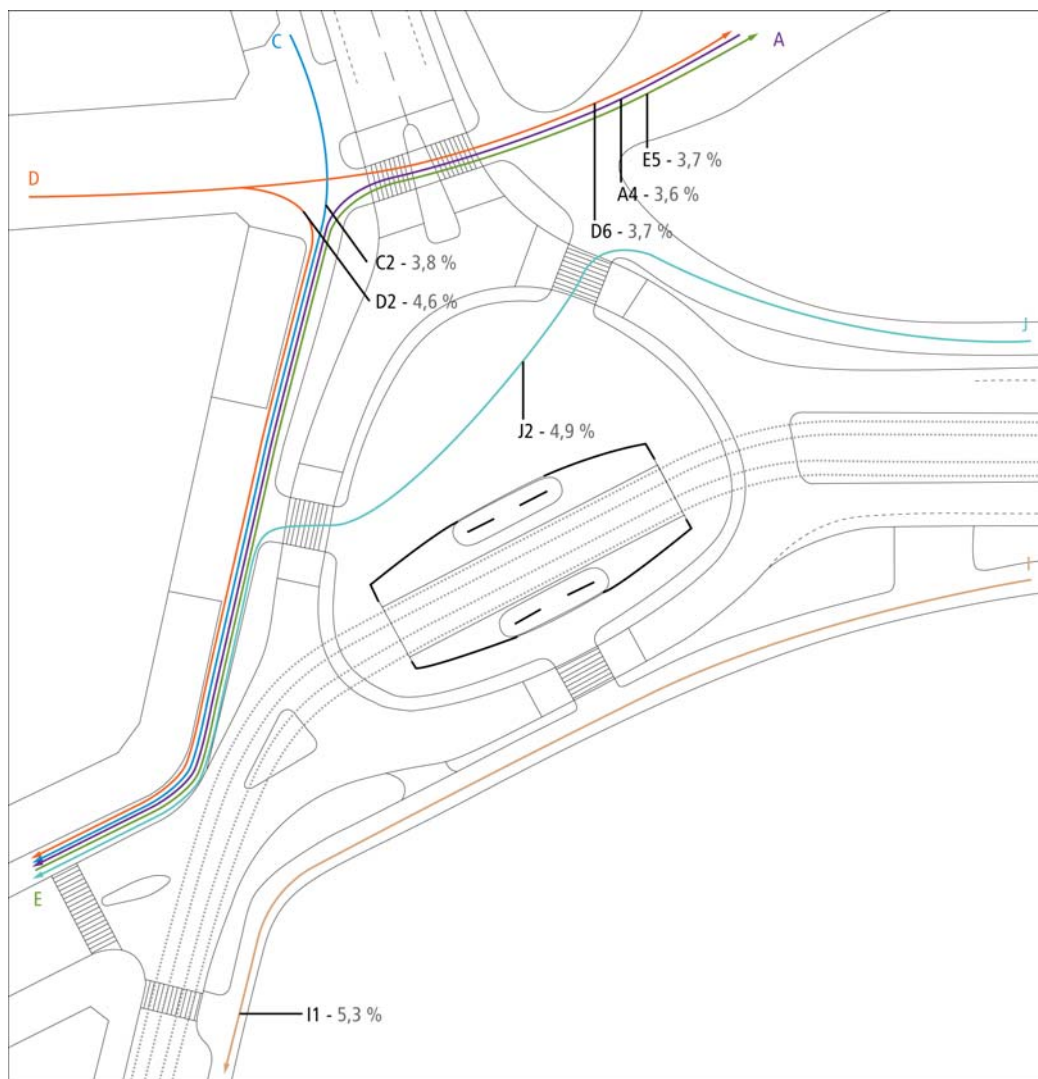 C
A
D
E5 - 3,7 %
A4 - 3,6 %
D6 - 3,7 %
C2 - 3,8 %
D2 - 4,6 %
J
J2 - 4,9 %
I
E
I1 - 5,3 %